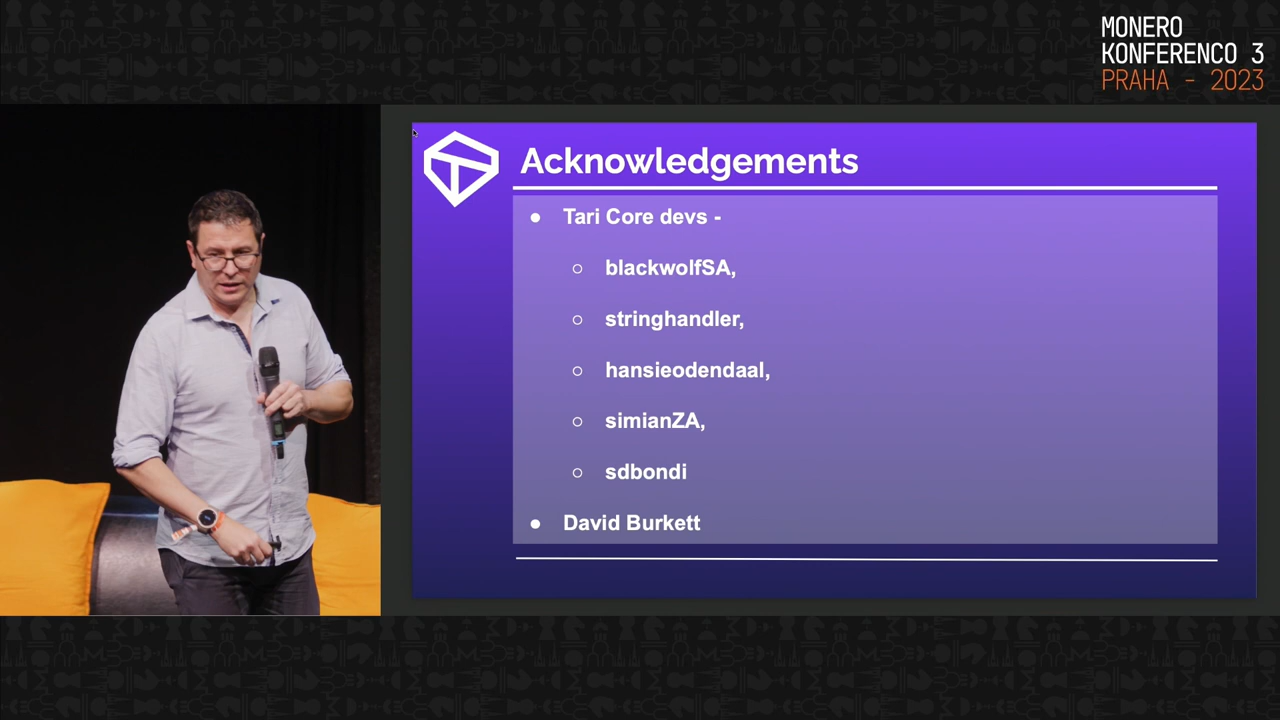 MONERO
KONFERENCO 3
PRAHA - 2023
Acknowledgements
● Tari Core devs -
○ blackwolfSA,
○ stringhandler,
○ hansieodendaal,
○ simianZA,
○ sdbondi
● David Burkett